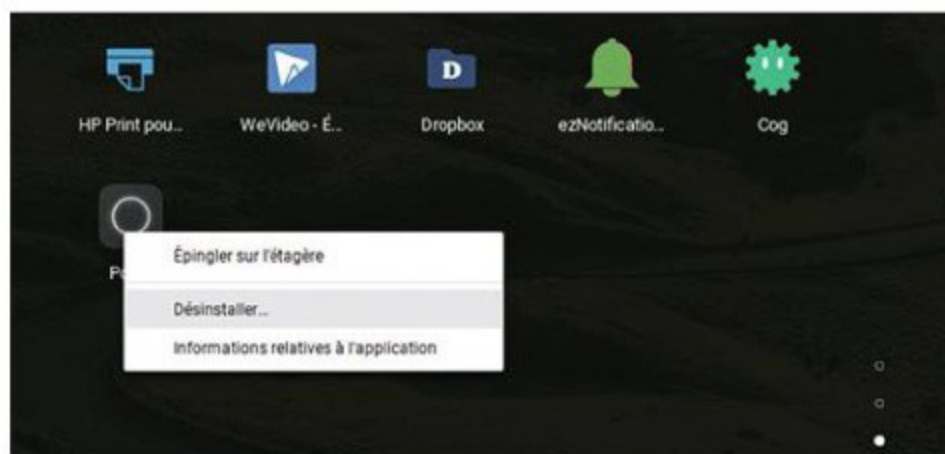 HP Print pou...
WeVideo - É...
D
Dropbox
ezNotificatio...
Cog
Épingler sur l'étagère
Désinstaller...
Informations relatives à l'application